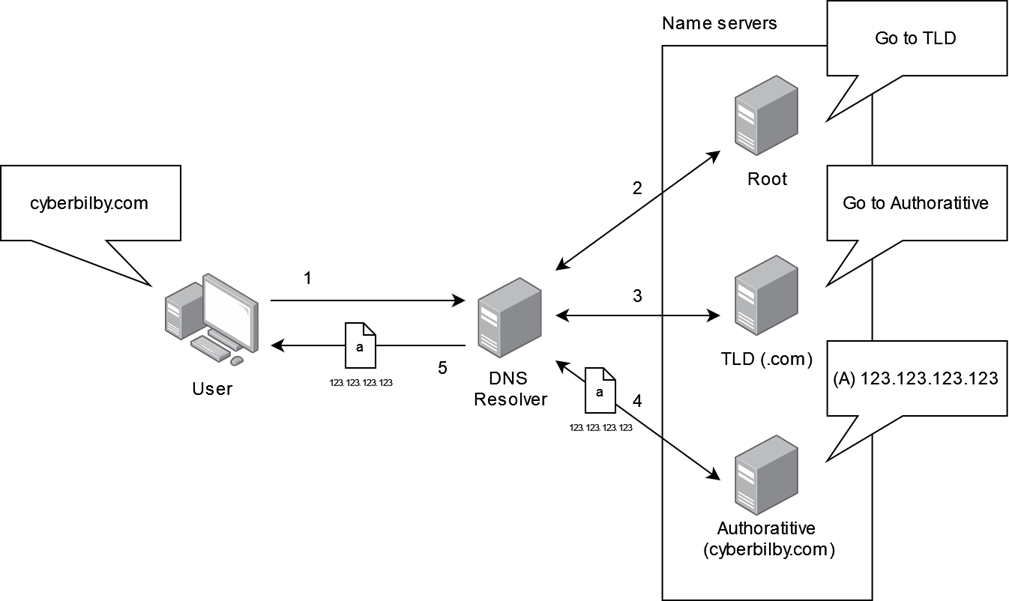 Name servers
Go to TLD
Root
2
cyberbilby.com
Go to Authoratitive
1
3
User
a
123.123.123.123
5
DNS
Resolver
TLD (.com)
(A) 123.123.123.123
a
123.123.123.123
4
Authoratitive
(cyberbilby.com)